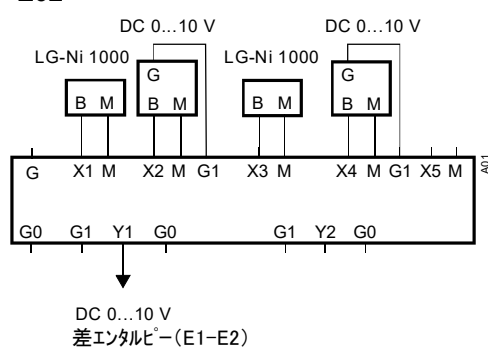 DC 0...10 V DC 0...10 V
LG-Ni 1000 LG-Ni 1000
G G
B M B M B M B M
G X1 M X2 M G1 X3 M X4 M G1 X5 M
A01
G0 G1 Y1 G0 G1 Y2 G0
DC 0...10 V
差エンタルピー(E1-E2)